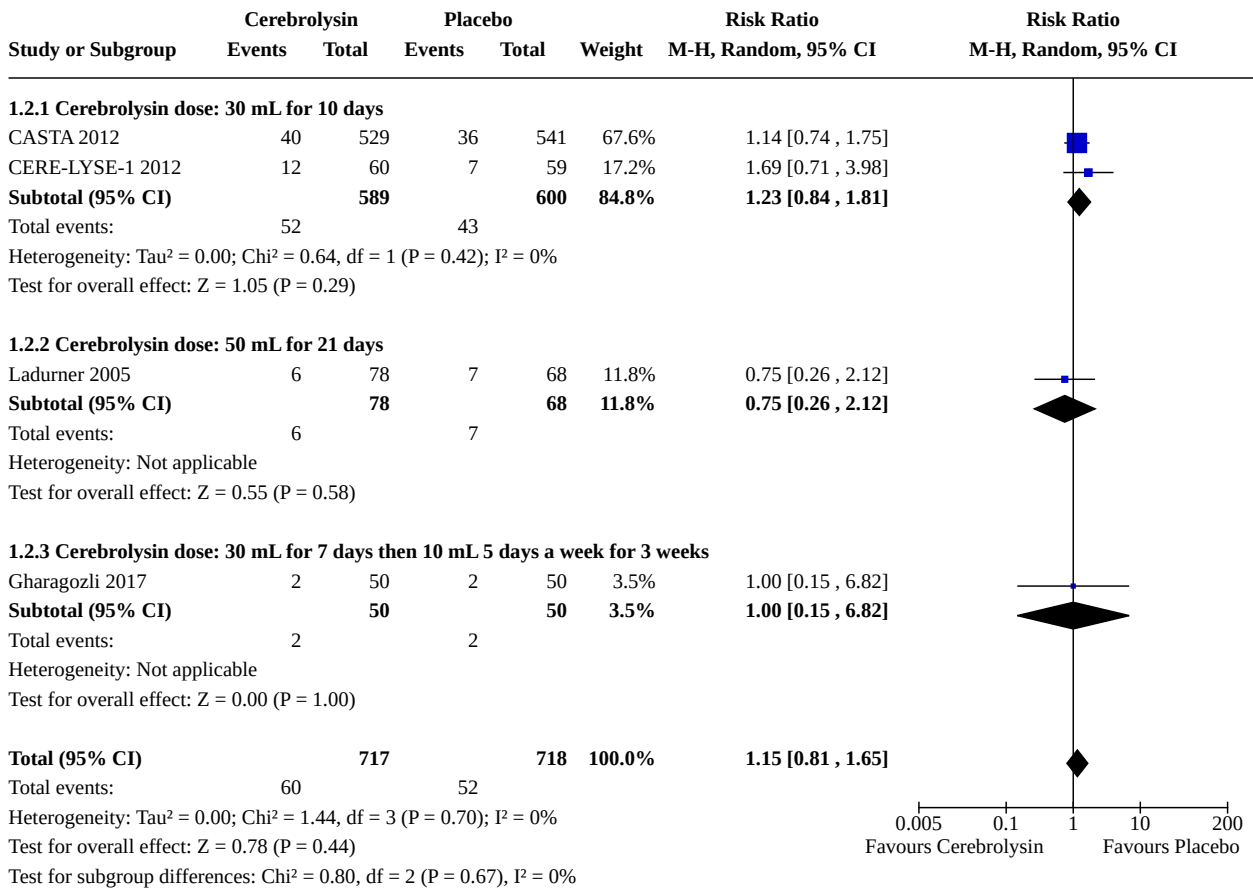 Cerebrolysin Placebo Risk Ratio Risk Ratio
Study or Subgroup Events Total Events Total Weight M-H, Random, 95% CI M-H, Random, 95% CI
1.2.1 Cerebrolysin dose: 30 mL for 10 days
CASTA 2012 40 529 36 541 67.6% 1.14 [0.74 , 1.75]
CERE-LYSE-1 2012 12 60 7 59 17.2% 1.69 [0.71 , 3.98]
Subtotal (95% CI) 589 600 84.8% 1.23 [0.84 , 1.81]
Total events: 52 43
Heterogeneity: Tau² = 0.00; Chi² = 0.64, df = 1 (P = 0.42); I² = 0%
Test for overall effect: Z = 1.05 (P = 0.29)
1.2.2 Cerebrolysin dose: 50 mL for 21 days
Ladurner 2005 6 78 7 68 11.8% 0.75 [0.26 , 2.12]
Subtotal (95% CI) 78 68 11.8% 0.75 [0.26 , 2.12]
Total events: 6 7
Heterogeneity: Not applicable
Test for overall effect: Z = 0.55 (P = 0.58)
1.2.3 Cerebrolysin dose: 30 mL for 7 days then 10 mL 5 days a week for 3 weeks
Gharagozli 2017 2 50 2 50 3.5% 1.00 [0.15 , 6.82]
Subtotal (95% CI) 50 50 3.5% 1.00 [0.15 , 6.82]
Total events: 2 2
Heterogeneity: Not applicable
Test for overall effect: Z = 0.00 (P = 1.00)
Total (95% CI) 717 718 100.0% 1.15 [0.81 , 1.65]
Total events: 60 52
Heterogeneity: Tau² = 0.00; Chi² = 1.44, df = 3 (P = 0.70); I² = 0%
Test for overall effect: Z = 0.78 (P = 0.44)
Test for subgroup differences: Chi² = 0.80, df = 2 (P = 0.67), I² = 0%
0.005 0.1 1 10 200
Favours Cerebrolysin Favours Placebo